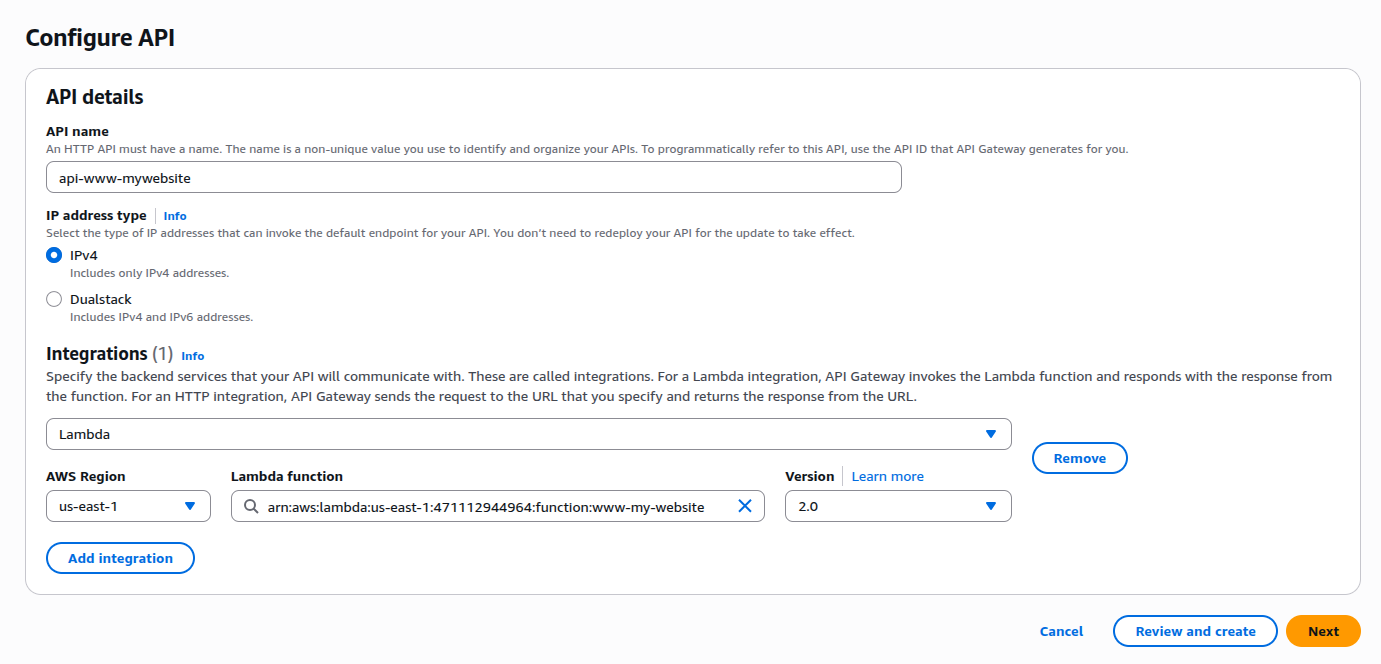 Configure API
API details
API name
An HTTP API must have a name. The name is a non-unique value you use to identify and organize your APIs. To programmatically refer to this API, use the API ID that API Gateway generates for you.
api-www-mywebsite
IP address type Info
Select the type of IP addresses that can invoke the default endpoint for your API. You don't need to redeploy your API for the update to take effect.
IPv4
Includes only IPv4 addresses.
Dualstack
Includes IPv4 and IPv6 addresses.
Integrations (1) Info
Specify the backend services that your API will communicate with. These are called integrations. For a Lambda integration, API Gateway invokes the Lambda function and responds with the response from
the function. For an HTTP integration, API Gateway sends the request to the URL that you specify and returns the response from the URL.
Lambda
Remove
AWS Region Lambda function Version Learn more
us-east-1 arn:aws:lambda:us-east-1:471112944964:function:www-my-website 2.0
Add integration
Cancel Review and create Next